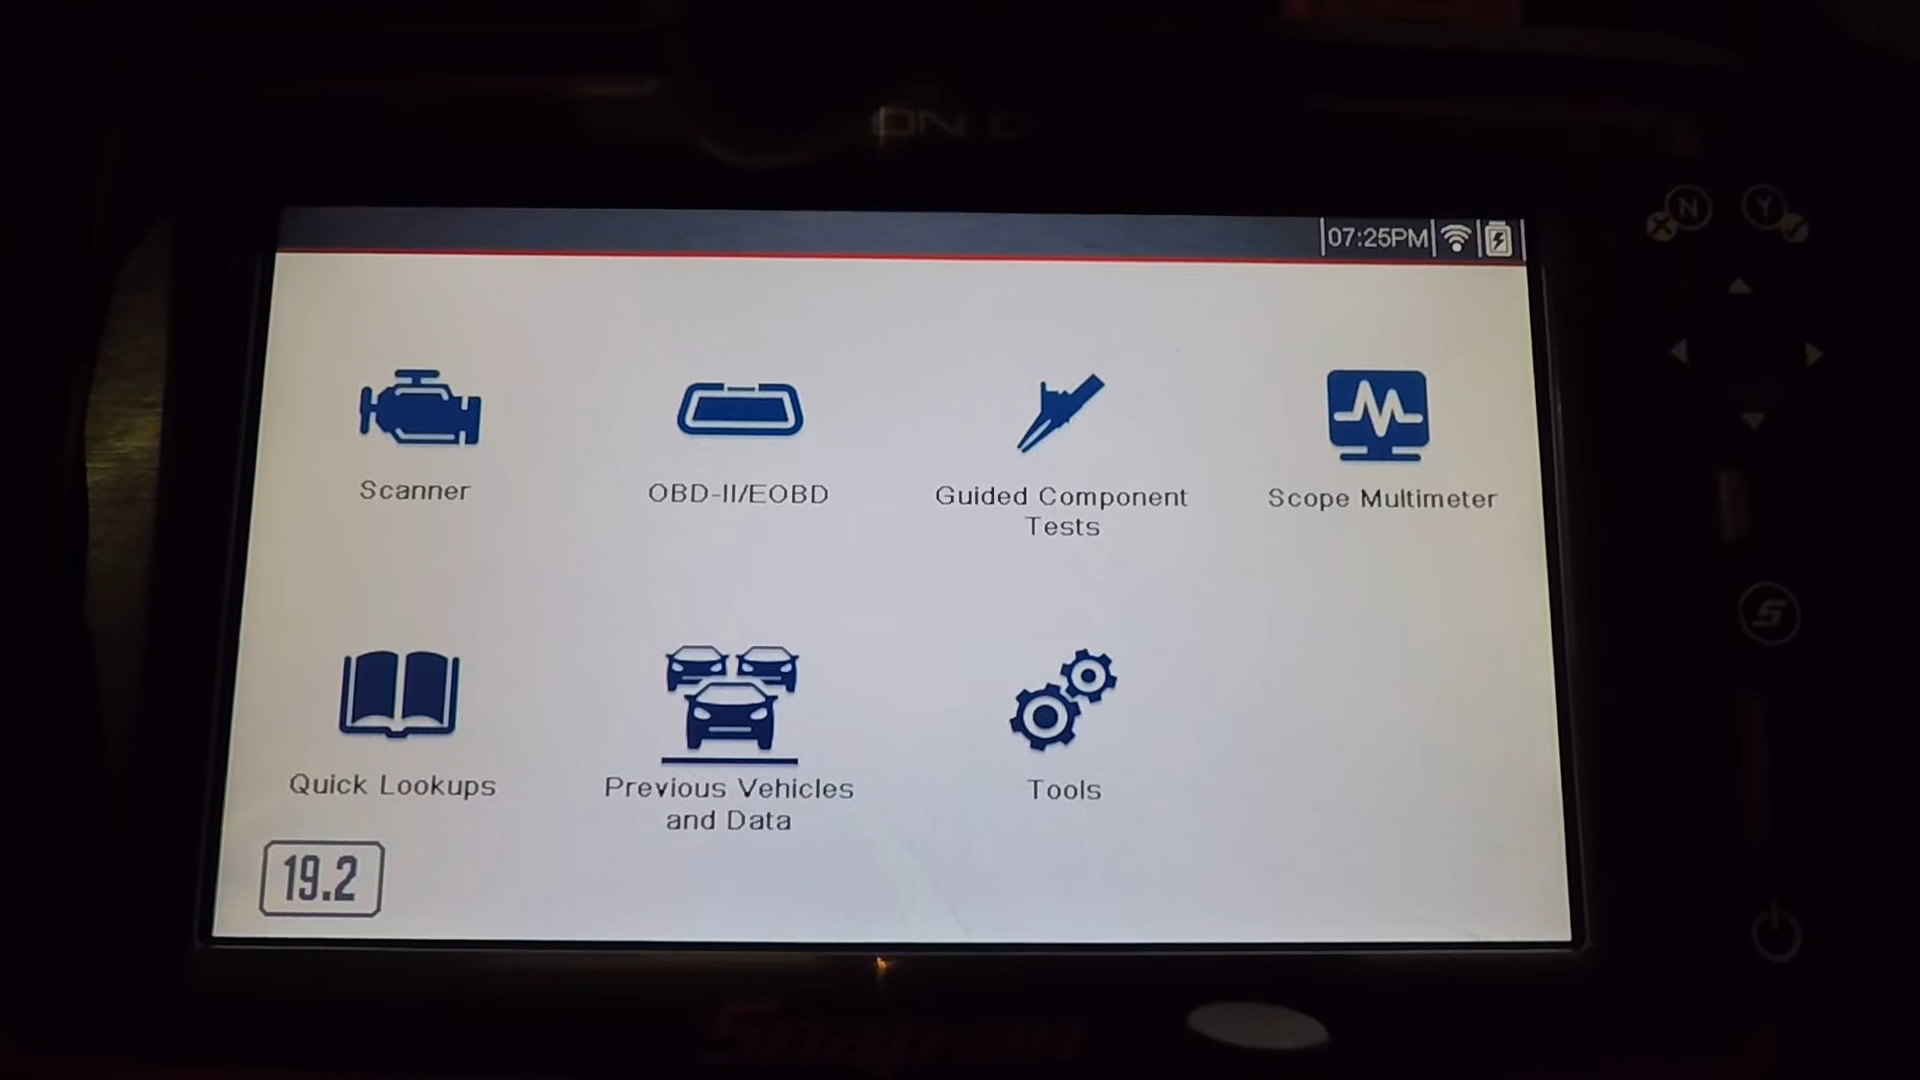 07:25PM
Scanner
OBD-II/EOBD
Guided Component
Tests
Scope Multimeter
Quick Lookups
Previous Vehicles
and Data
Tools
19.2
N
Y
S
Snap-on